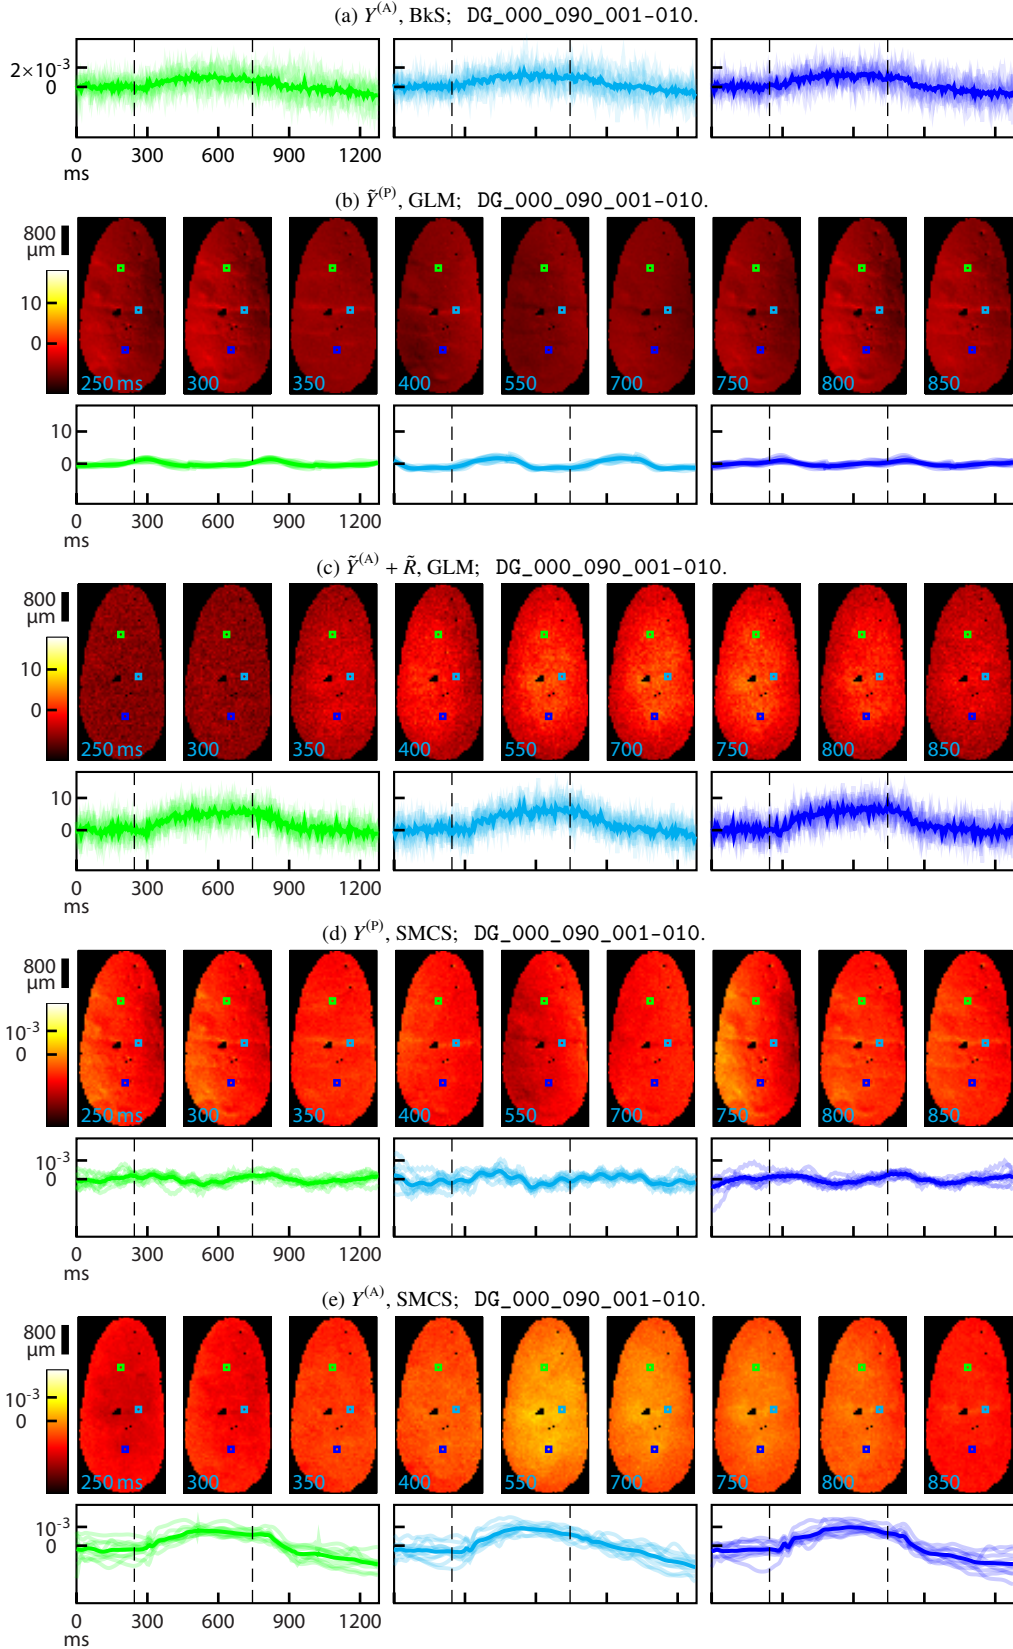 (a) Y^(A), BkS; DG_000_090_001-010.
2×10⁻³
0
0 300 600 900 1200
ms
(b) Ỹ^(P), GLM; DG_000_090_001-010.
800
µm
10
0
250 ms 300 350 400 550 700 750 800 850
10
0
0 300 600 900 1200
ms
(c) Ỹ^(A) + R̃, GLM; DG_000_090_001-010.
800
µm
10
0
250 ms 300 350 400 550 700 750 800 850
10
0
0 300 600 900 1200
ms
(d) Y^(P), SMCS; DG_000_090_001-010.
800
µm
10⁻³
0
250 ms 300 350 400 550 700 750 800 850
10⁻³
0
0 300 600 900 1200
ms
(e) Y^(A), SMCS; DG_000_090_001-010.
800
µm
10⁻³
0
250 ms 300 350 400 550 700 750 800 850
10⁻³
0
0 300 600 900 1200
ms